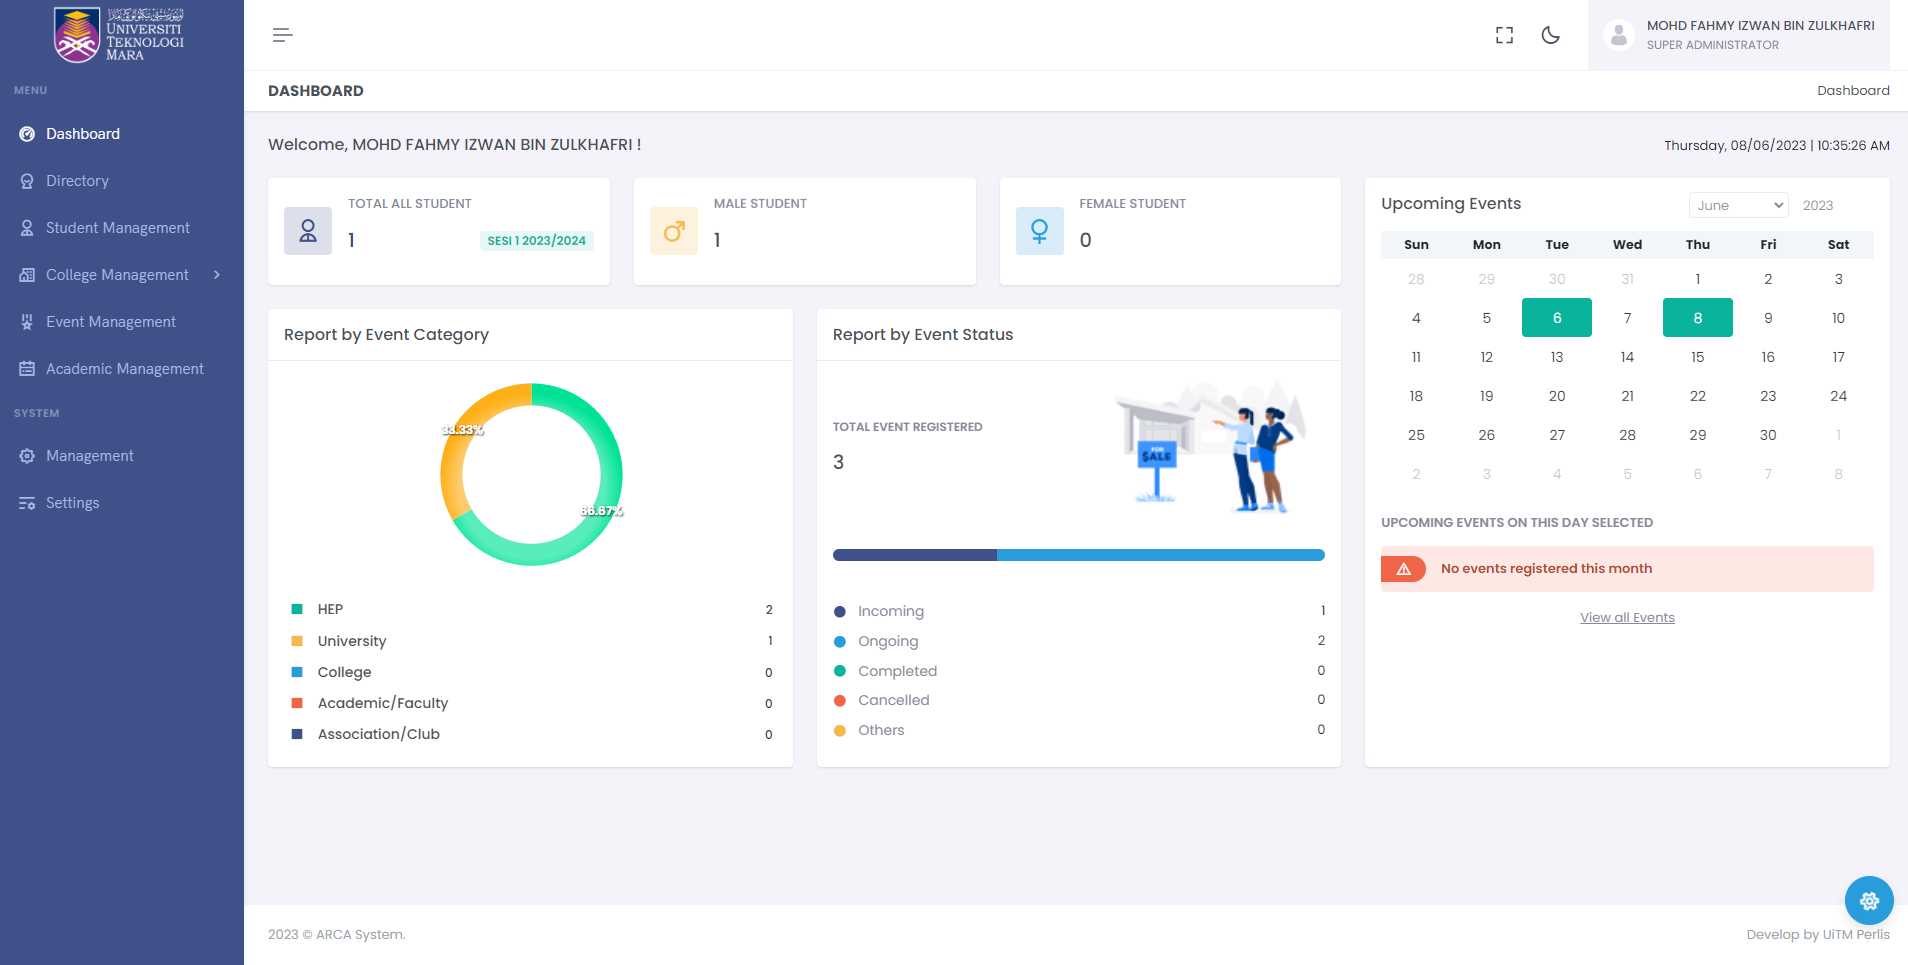 UNIVERSITI
TEKNOLOGI
MARA
MENU
Dashboard
Directory
Student Management
College Management
Event Management
Academic Management
SYSTEM
Management
Settings
MOHD FAHMY IZWAN BIN ZULKHAFRI
SUPER ADMINISTRATOR
DASHBOARD
Dashboard
Welcome, MOHD FAHMY IZWAN BIN ZULKHAFRI !
Thursday, 08/06/2023 | 10:35:26 AM
TOTAL ALL STUDENT
1
SESI 1 2023/2024
MALE STUDENT
1
FEMALE STUDENT
0
Report by Event Category
33.33%
66.67%
HEP 2
University 1
College 0
Academic/Faculty 0
Association/Club 0
Report by Event Status
TOTAL EVENT REGISTERED
3
FOR
$ALE
Incoming 1
Ongoing 2
Completed 0
Cancelled 0
Others 0
Upcoming Events
June 2023
Sun Mon Tue Wed Thu Fri Sat
28 29 30 31 1 2 3
4 5 6 7 8 9 10
11 12 13 14 15 16 17
18 19 20 21 22 23 24
25 26 27 28 29 30 1
2 3 4 5 6 7 8
UPCOMING EVENTS ON THIS DAY SELECTED
No events registered this month
View all Events
2023 © ARCA System.
Develop by UiTM Perlis